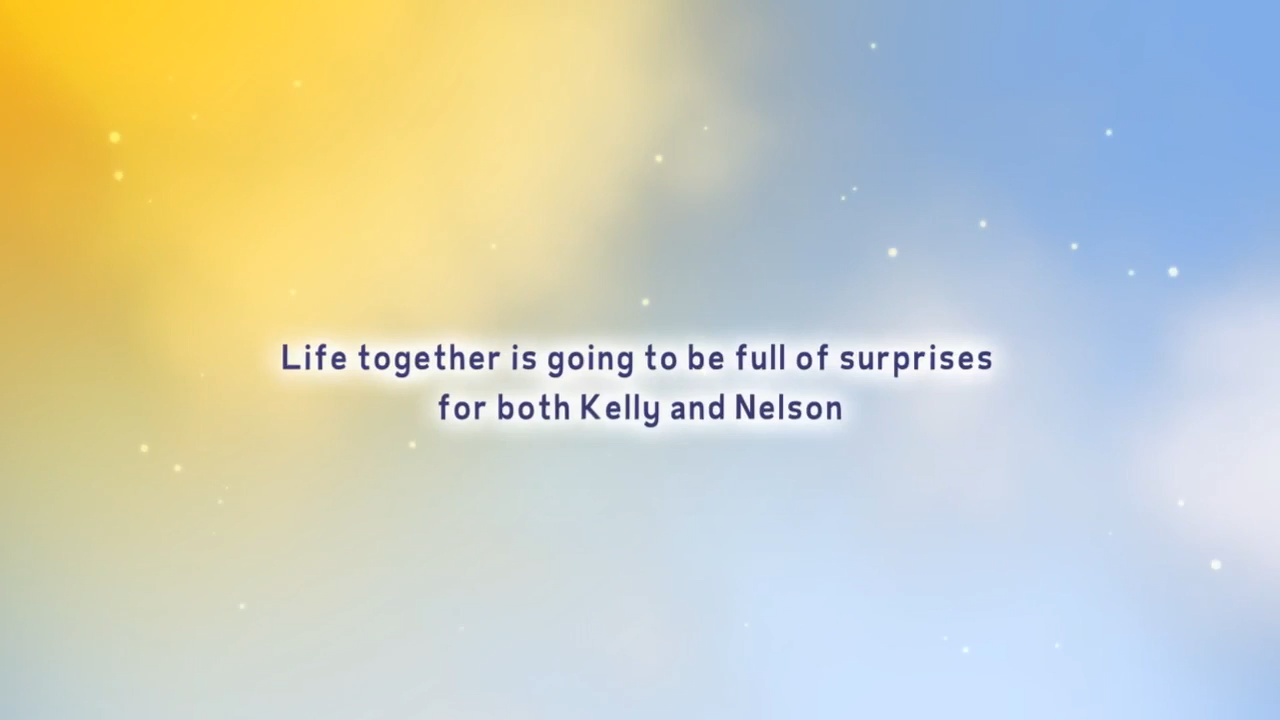 Life together is going to be full of surprises
for both Kelly and Nelson